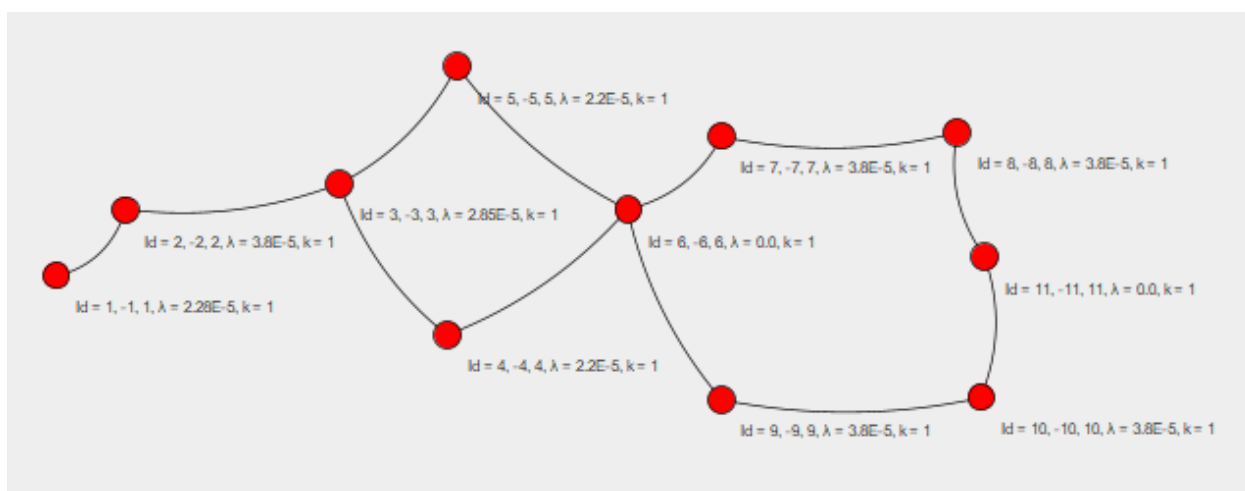 Id = 5, -5, 5, λ = 2.2E-5, k = 1
Id = 7, -7, 7, λ = 3.8E-5, k = 1
Id = 8, -8, 8, λ = 3.8E-5, k = 1
Id = 3, -3, 3, λ = 2.85E-5, k = 1
Id = 2, -2, 2, λ = 3.8E-5, k = 1
Id = 6, -6, 6, λ = 0.0, k = 1
Id = 11, -11, 11, λ = 0.0, k = 1
Id = 1, -1, 1, λ = 2.28E-5, k = 1
Id = 4, -4, 4, λ = 2.2E-5, k = 1
Id = 9, -9, 9, λ = 3.8E-5, k = 1
Id = 10, -10, 10, λ = 3.8E-5, k = 1